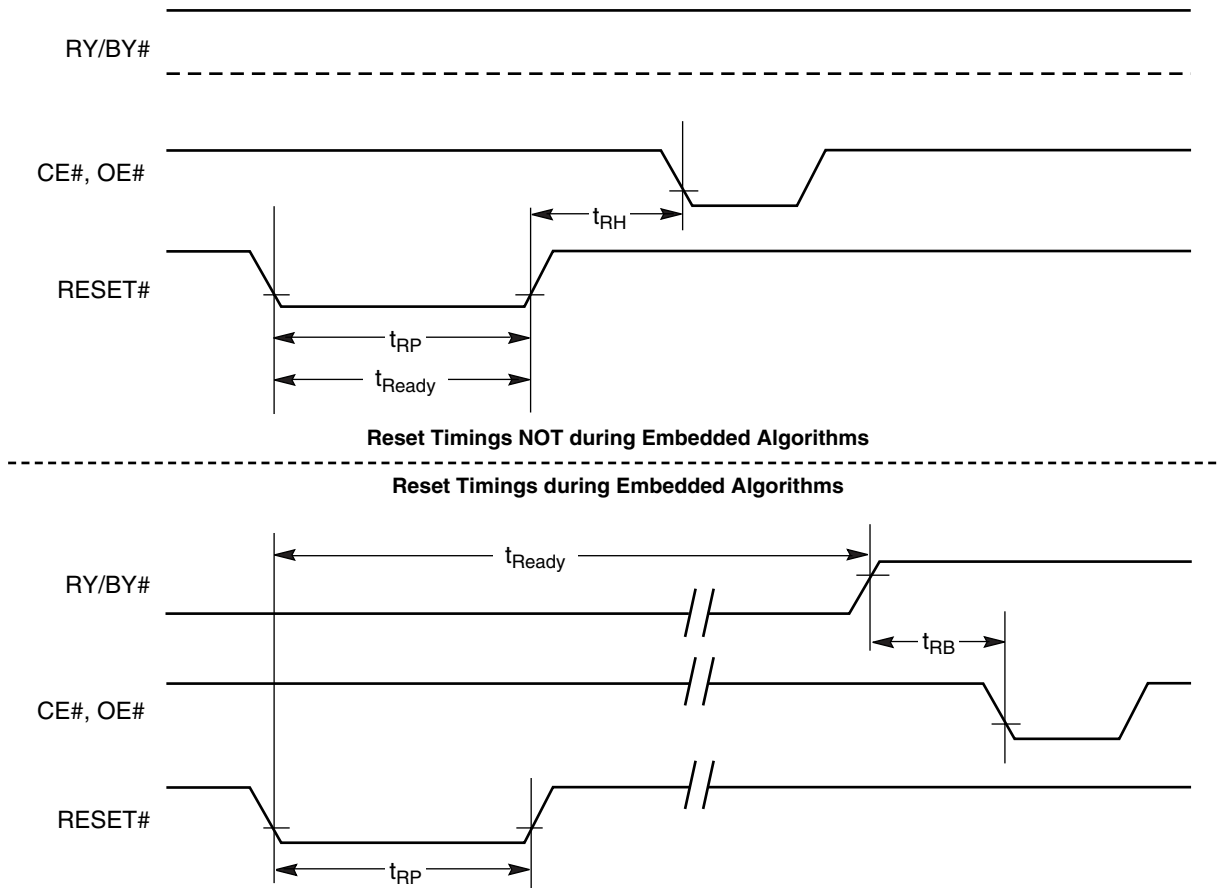 RY/BY#
CE#, OE#
tRH
RESET#
tRP
tReady
Reset Timings NOT during Embedded Algorithms
Reset Timings during Embedded Algorithms
tReady
RY/BY#
tRB
CE#, OE#
RESET#
tRP